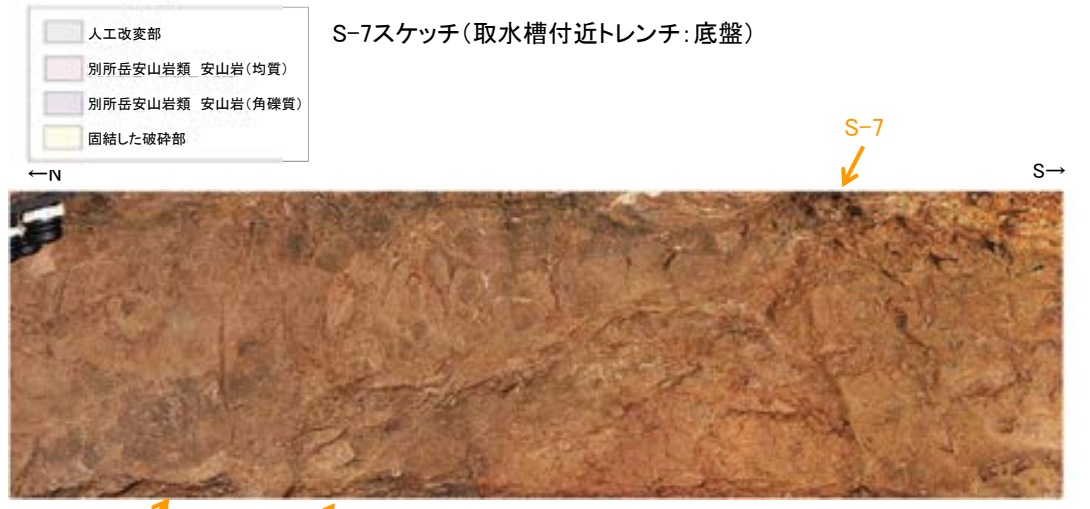 S-7スケッチ(取水槽付近トレンチ:底盤)
人工改変部
別所岳安山岩類 安山岩(均質)
別所岳安山岩類 安山岩(角礫質)
固結した破砕部
S-7
←N
S→